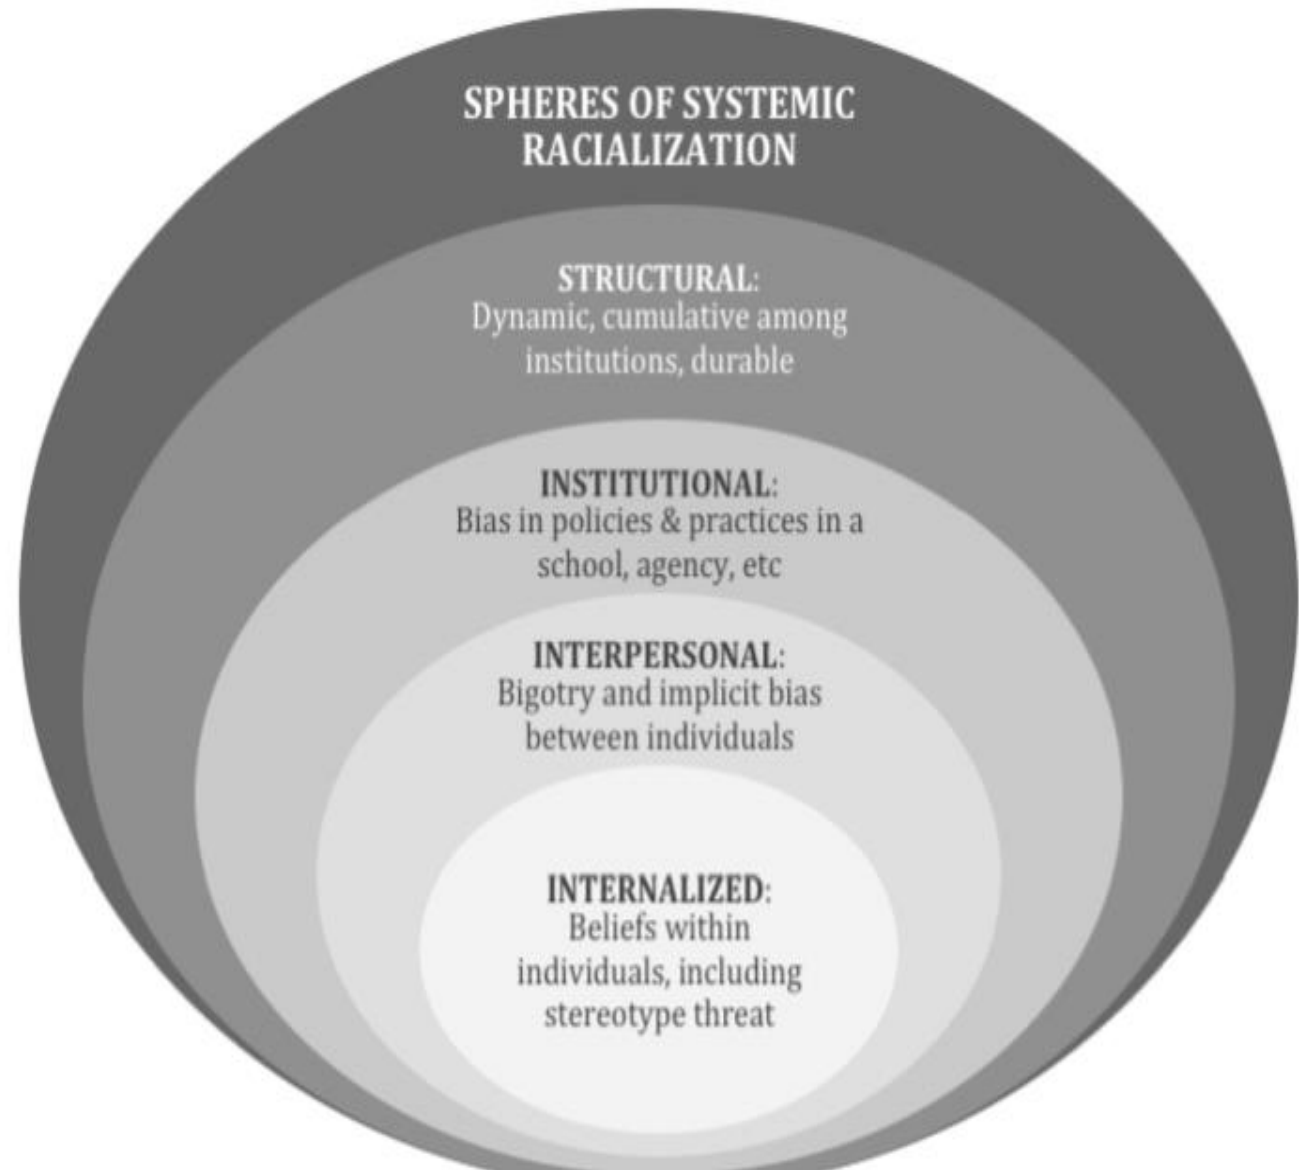 SPHERES OF SYSTEMIC
RACIALIZATION
STRUCTURAL:
Dynamic, cumulative among
institutions, durable
INSTITUTIONAL:
Bias in policies & practices in a
school, agency, etc
INTERPERSONAL:
Bigotry and implicit bias
between individuals
INTERNALIZED:
Beliefs within
individuals, including
stereotype threat